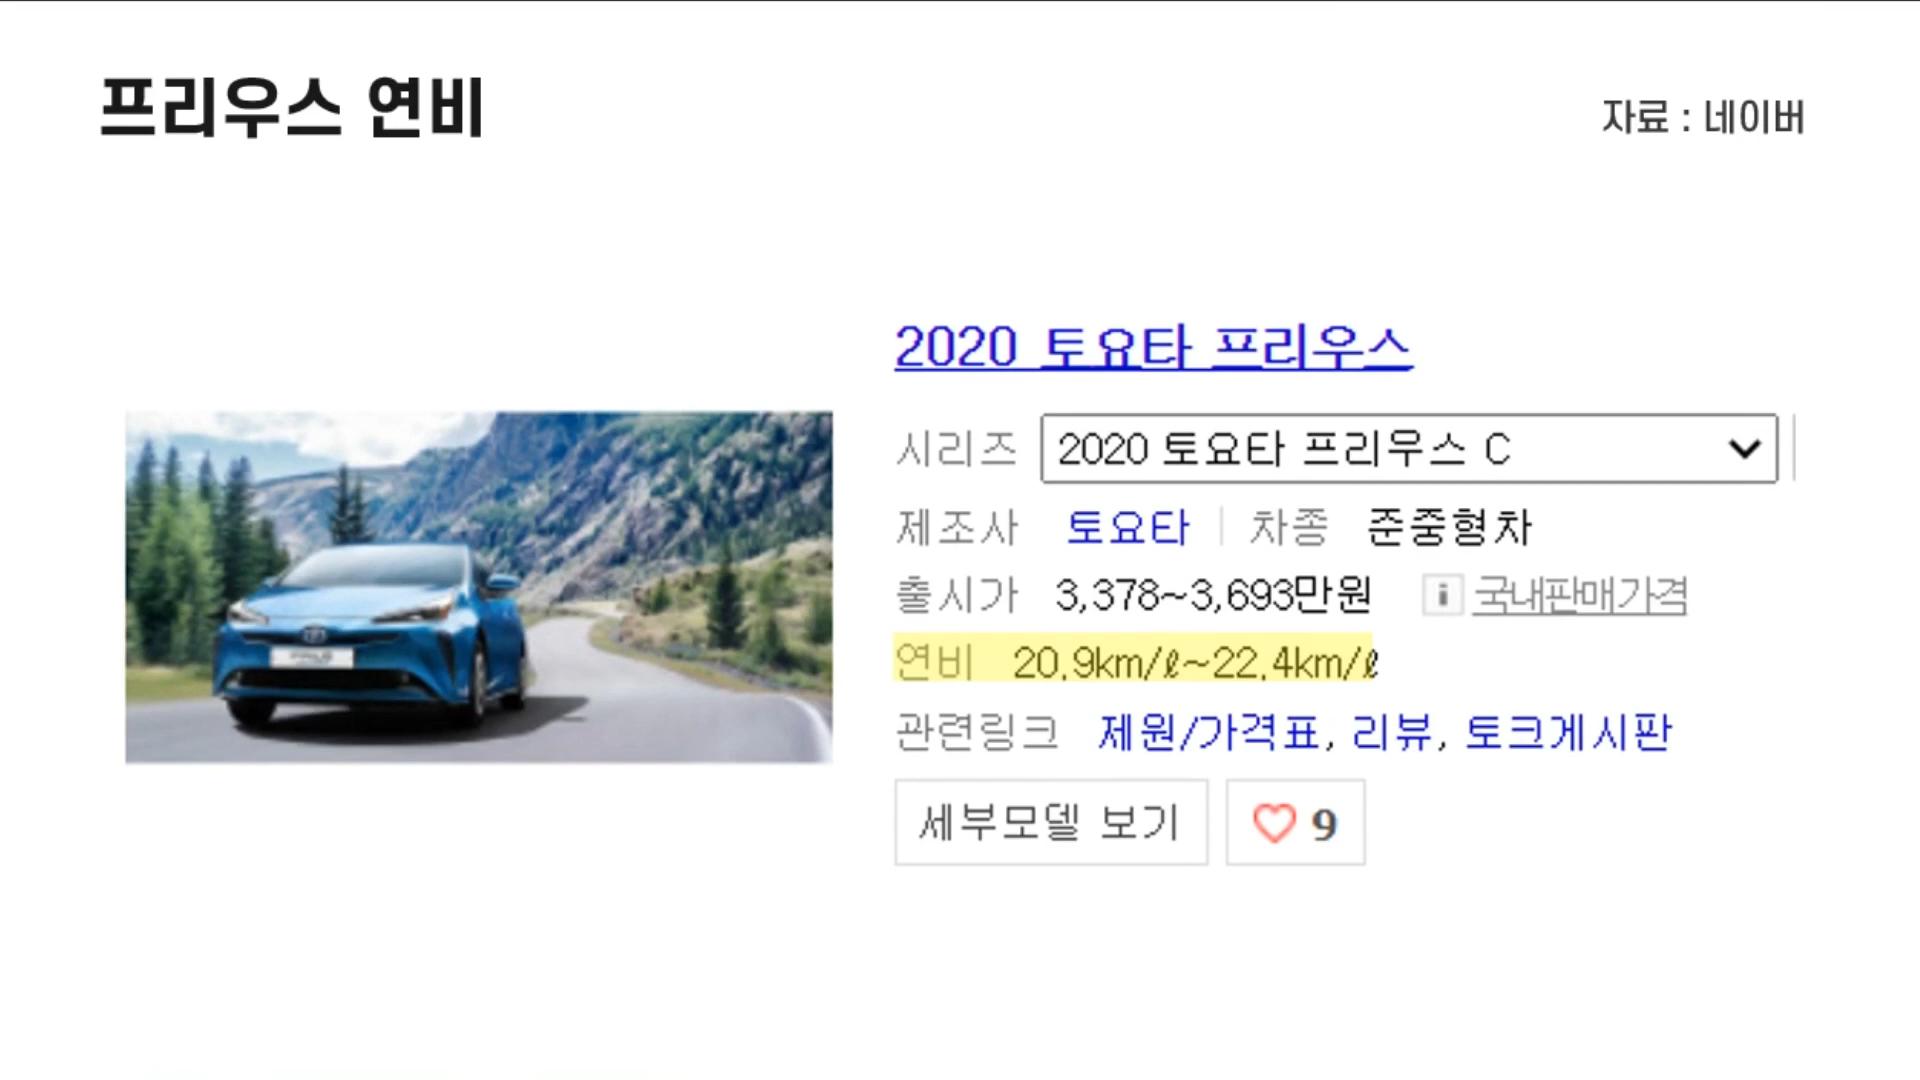 프리우스 연비
자료 : 네이버
2020 토요타 프리우스
시리즈 2020 토요타 프리우스 C
제조사 토요타 차종 준중형차
출시가 3,378~3,693만원 i 국내판매가격
연비 20.9km/ℓ~22.4km/ℓ
관련링크 제원/가격표, 리뷰, 토크게시판
세부모델 보기 9